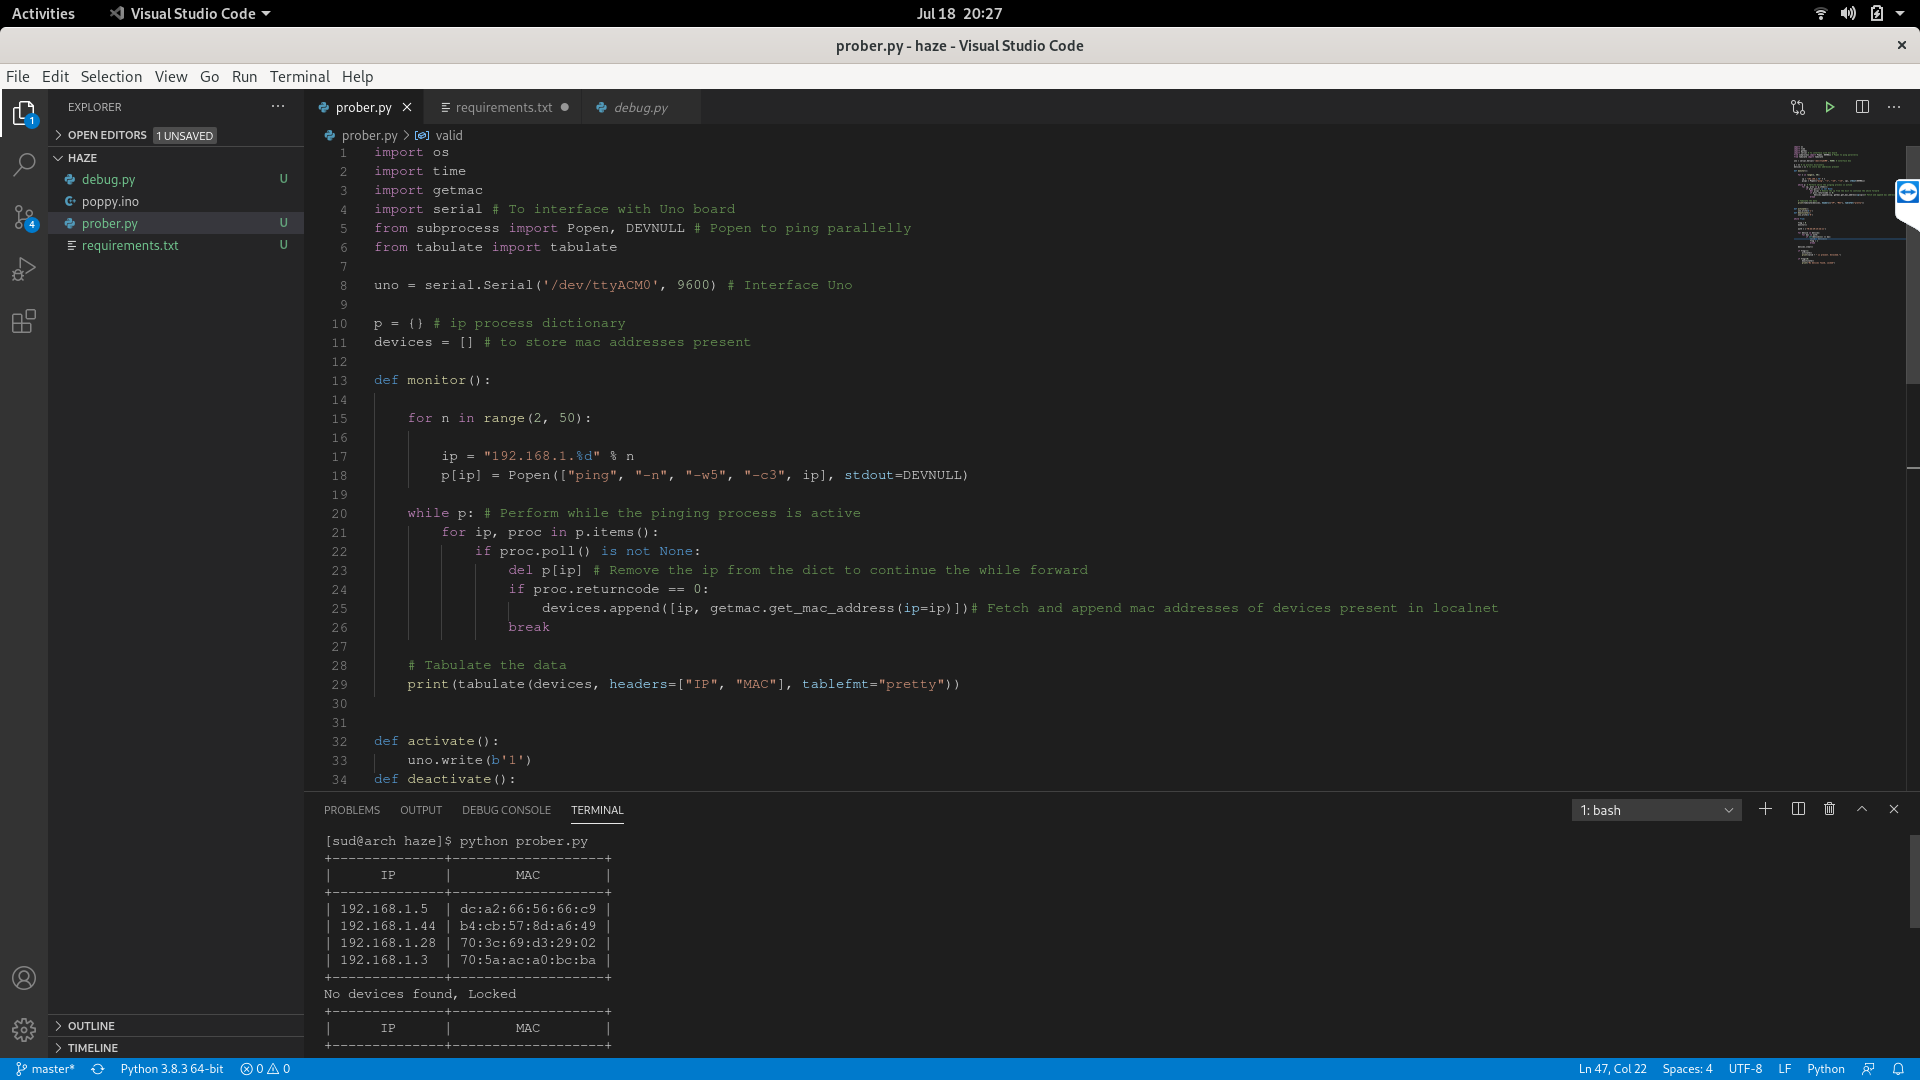 Activities Visual Studio Code Jul 18 20:27
prober.py - haze - Visual Studio Code
File Edit Selection View Go Run Terminal Help
EXPLORER
OPEN EDITORS 1 UNSAVED
HAZE
debug.py U
poppy.ino
prober.py U
requirements.txt U
OUTLINE
TIMELINE
1
4
prober.py requirements.txt debug.py
prober.py > valid
1 import os
2 import time
3 import getmac
4 import serial # To interface with Uno board
5 from subprocess import Popen, DEVNULL # Popen to ping parallelly
6 from tabulate import tabulate
7
8 uno = serial.Serial('/dev/ttyACM0', 9600) # Interface Uno
9
10 p = {} # ip process dictionary
11 devices = [] # to store mac addresses present
12
13 def monitor():
14
15     for n in range(2, 50):
16
17         ip = "192.168.1.%d" % n
18         p[ip] = Popen(["ping", "-n", "-w5", "-c3", ip], stdout=DEVNULL)
19
20     while p: # Perform while the pinging process is active
21         for ip, proc in p.items():
22             if proc.poll() is not None:
23                 del p[ip] # Remove the ip from the dict to continue the while forward
24                 if proc.returncode == 0:
25                     devices.append([ip, getmac.get_mac_address(ip=ip)])# Fetch and append mac addresses of devices present in localnet
26                 break
27
28     # Tabulate the data
29     print(tabulate(devices, headers=["IP", "MAC"], tablefmt="pretty"))
30
31
32 def activate():
33     uno.write(b'1')
34 def deactivate():
PROBLEMS OUTPUT DEBUG CONSOLE TERMINAL 1: bash
[sud@arch haze]$ python prober.py
+--------------+-------------------+
|      IP      |        MAC        |
+--------------+-------------------+
| 192.168.1.5  | dc:a2:66:56:66:c9 |
| 192.168.1.44 | b4:cb:57:8d:a6:49 |
| 192.168.1.28 | 70:3c:69:d3:29:02 |
| 192.168.1.3  | 70:5a:ac:a0:bc:ba |
+--------------+-------------------+
No devices found, Locked
+--------------+-------------------+
|      IP      |        MAC        |
+--------------+-------------------+
master* Python 3.8.3 64-bit 0 0 Ln 47, Col 22 Spaces: 4 UTF-8 LF Python